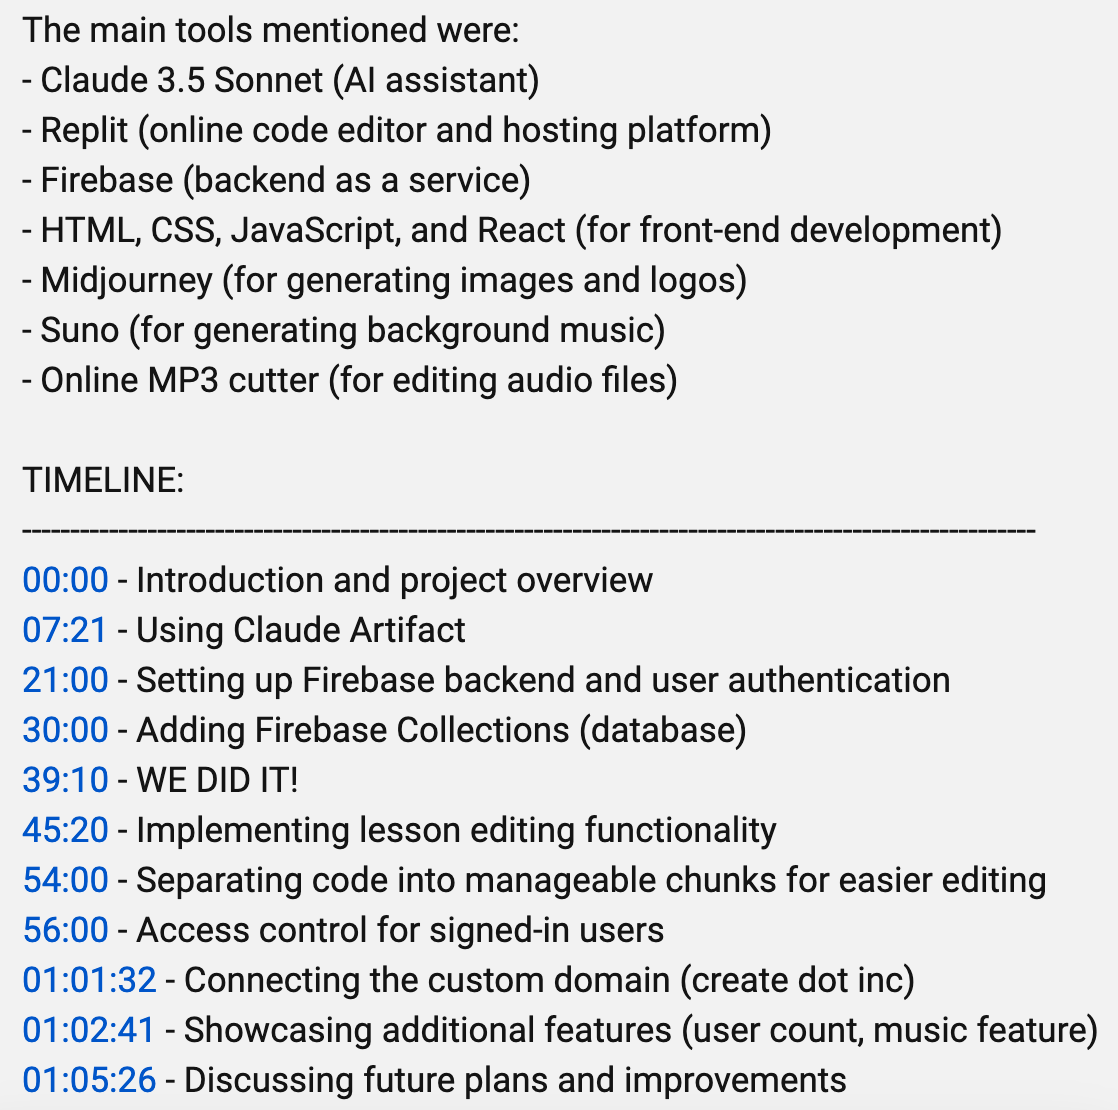 The main tools mentioned were:
- Claude 3.5 Sonnet (AI assistant)
- Replit (online code editor and hosting platform)
- Firebase (backend as a service)
- HTML, CSS, JavaScript, and React (for front-end development)
- Midjourney (for generating images and logos)
- Suno (for generating background music)
- Online MP3 cutter (for editing audio files)
TIMELINE:
---------------------------------------------------------------------------------------------------------
00:00 - Introduction and project overview
07:21 - Using Claude Artifact
21:00 - Setting up Firebase backend and user authentication
30:00 - Adding Firebase Collections (database)
39:10 - WE DID IT!
45:20 - Implementing lesson editing functionality
54:00 - Separating code into manageable chunks for easier editing
56:00 - Access control for signed-in users
01:01:32 - Connecting the custom domain (create dot inc)
01:02:41 - Showcasing additional features (user count, music feature)
01:05:26 - Discussing future plans and improvements